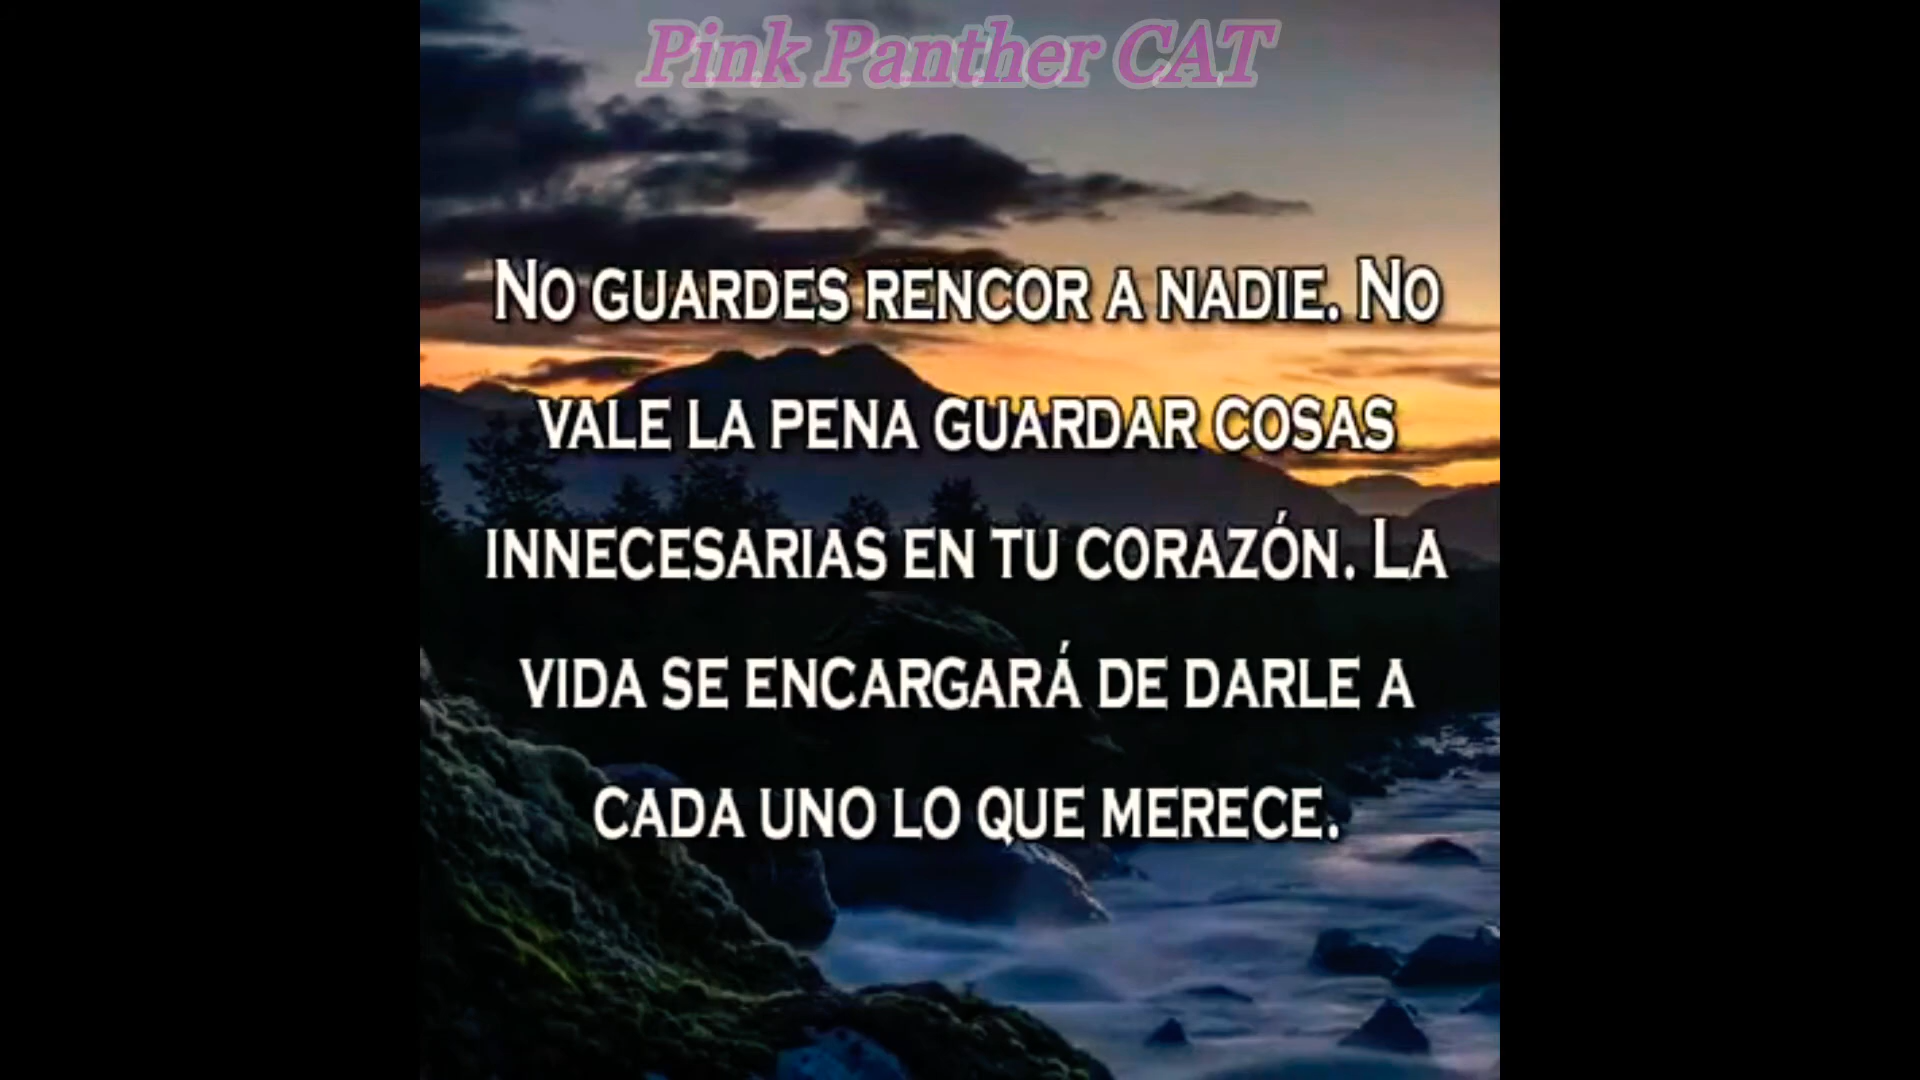 Pink Panther CAT
No guardes rencor a nadie. No
vale la pena guardar cosas
innecesarias en tu corazón. La
vida se encargará de darle a
cada uno lo que merece.